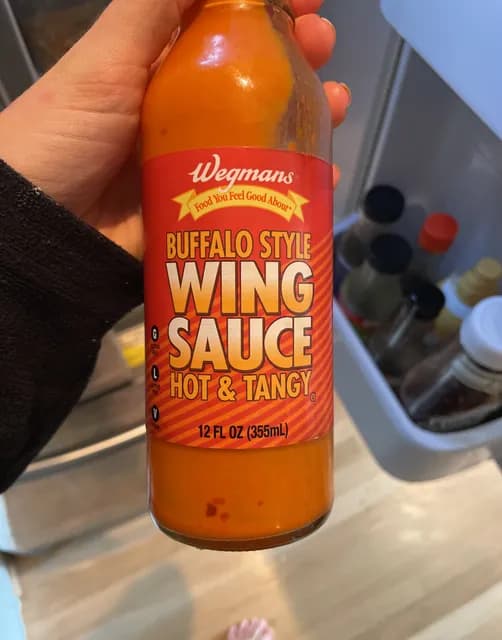 Wegmans
Food You Feel Good About
BUFFALO STYLE
WING
SAUCE
HOT & TANGY
G
L
V
12 FL OZ (355mL)